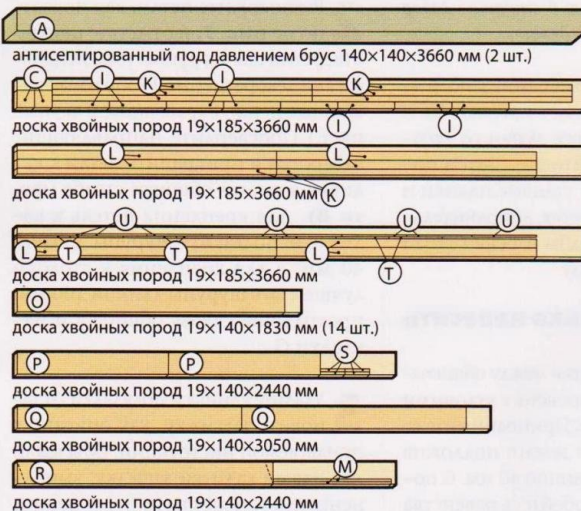 A
антисептированный под давлением брус 140×140×3660 мм (2 шт.)
C I K I K
I I
доска хвойных пород 19×185×3660 мм
L L
K
доска хвойных пород 19×185×3660 мм
U U U U
L T T L T
доска хвойных пород 19×185×3660 мм
O
доска хвойных пород 19×140×1830 мм (14 шт.)
P P S
доска хвойных пород 19×140×2440 мм
Q Q
доска хвойных пород 19×140×3050 мм
R M
доска хвойных пород 19×140×2440 мм